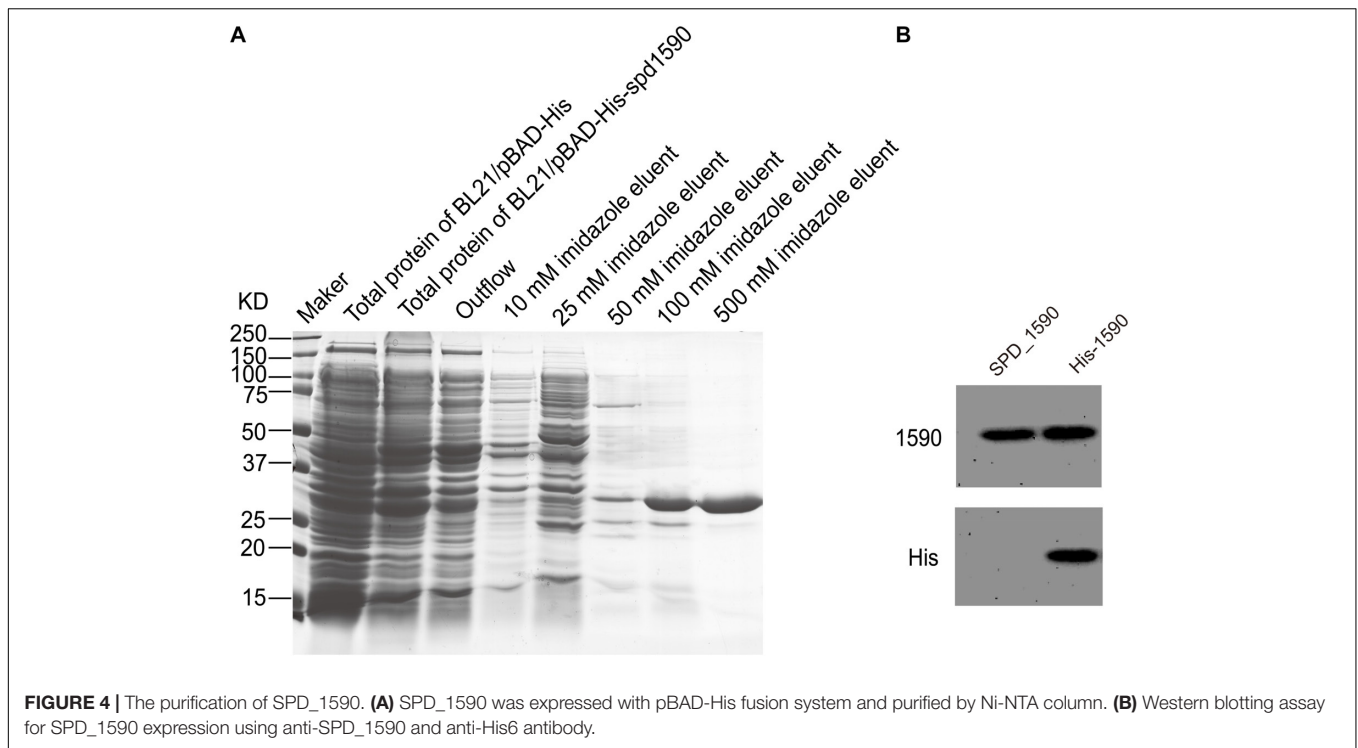 A
B
KD
Maker
Total protein of BL21/pBAD-His
Total protein of BL21/pBAD-His-spd1590
Outflow
10 mM imidazole eluent
25 mM imidazole eluent
50 mM imidazole eluent
100 mM imidazole eluent
500 mM imidazole eluent
250
150
100
75
50
37
25
20
15
SPD_1590
His-1590
1590
His
FIGURE 4 | The purification of SPD_1590. (A) SPD_1590 was expressed with pBAD-His fusion system and purified by Ni-NTA column. (B) Western blotting assay
for SPD_1590 expression using anti-SPD_1590 and anti-His6 antibody.